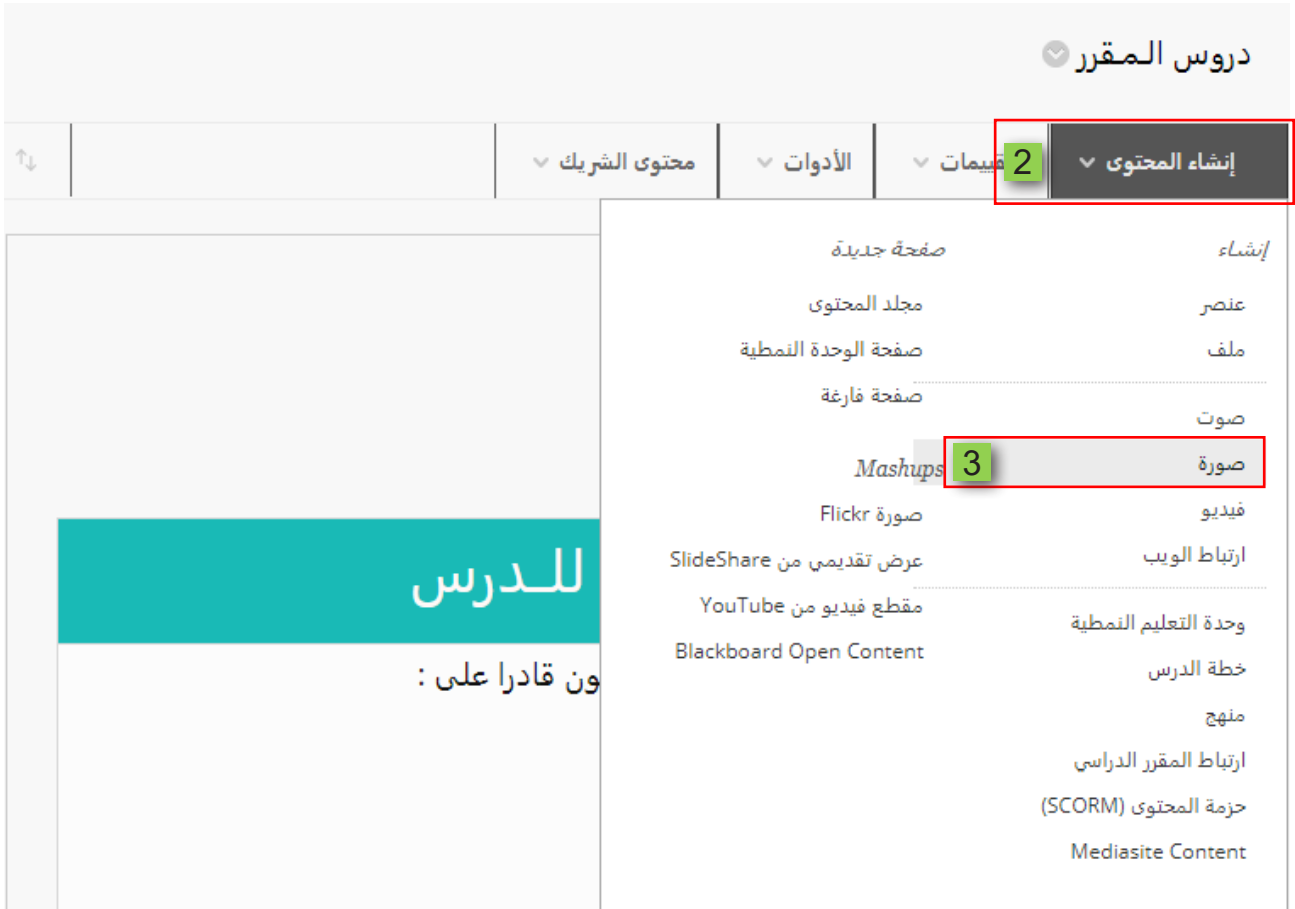 دروس المقرر
إنشاء المحتوى
2
قييمات
الأدوات
محتوى الشريك
إنشاء
عنصر
ملف
صوت
صورة
3
فيديو
ارتباط الويب
وحدة التعليم النمطية
خطة الدرس
منهج
ارتباط المقرر الدراسي
حزمة المحتوى (SCORM)
Mediasite Content
صفحة جديدة
مجلد المحتوى
صفحة الوحدة النمطية
صفحة فارغة
Mashups
صورة Flickr
عرض تقديمي من SlideShare
مقطع فيديو من YouTube
Blackboard Open Content
للـدرس
ون قادرا على :